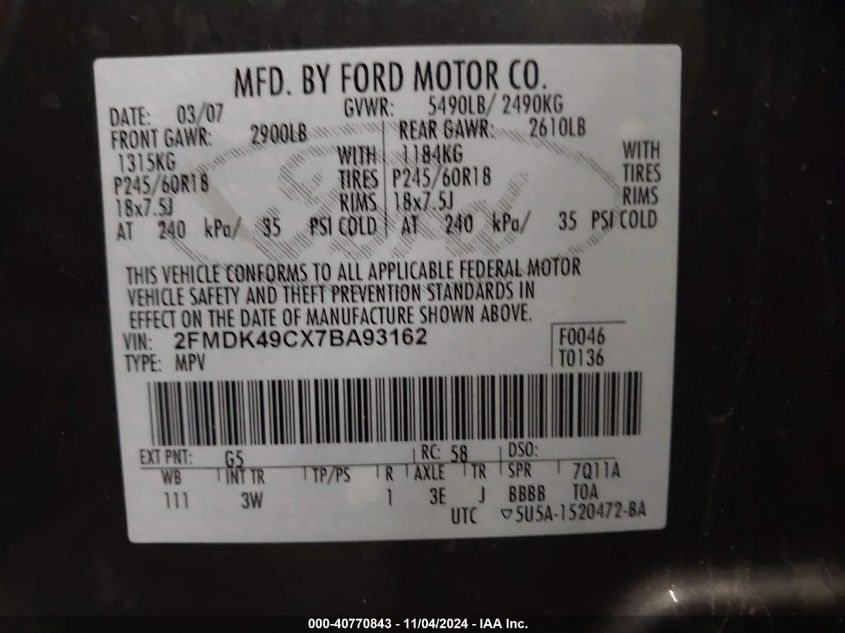 MFD. BY FORD MOTOR CO.
DATE: 03/07 GVWR: 5490LB/ 2490KG
FRONT GAWR: 2900LB REAR GAWR: 2610LB
1315KG WITH 1184KG WITH
P245/60R18 TIRES P245/60R18 TIRES
18x7.5J RIMS 18x7.5J RIMS
AT 240 kPa/ 35 PSI COLD AT 240 kPa/ 35 PSI COLD
THIS VEHICLE CONFORMS TO ALL APPLICABLE FEDERAL MOTOR
VEHICLE SAFETY AND THEFT PREVENTION STANDARDS IN
EFFECT ON THE DATE OF MANUFACTURE SHOWN ABOVE.
VIN: 2FMDK49CX7BA93162 F0046
TYPE: MPV T0136
EXT PNT: G5 RC: 58 DSO:
WB INT TR TP/PS R AXLE TR SPR 7Q11A
111 3W 1 3E J BBBB TOA
UTC ▽5U5A-1520472-BA
000-40770843 - 11/04/2024 - IAA Inc.